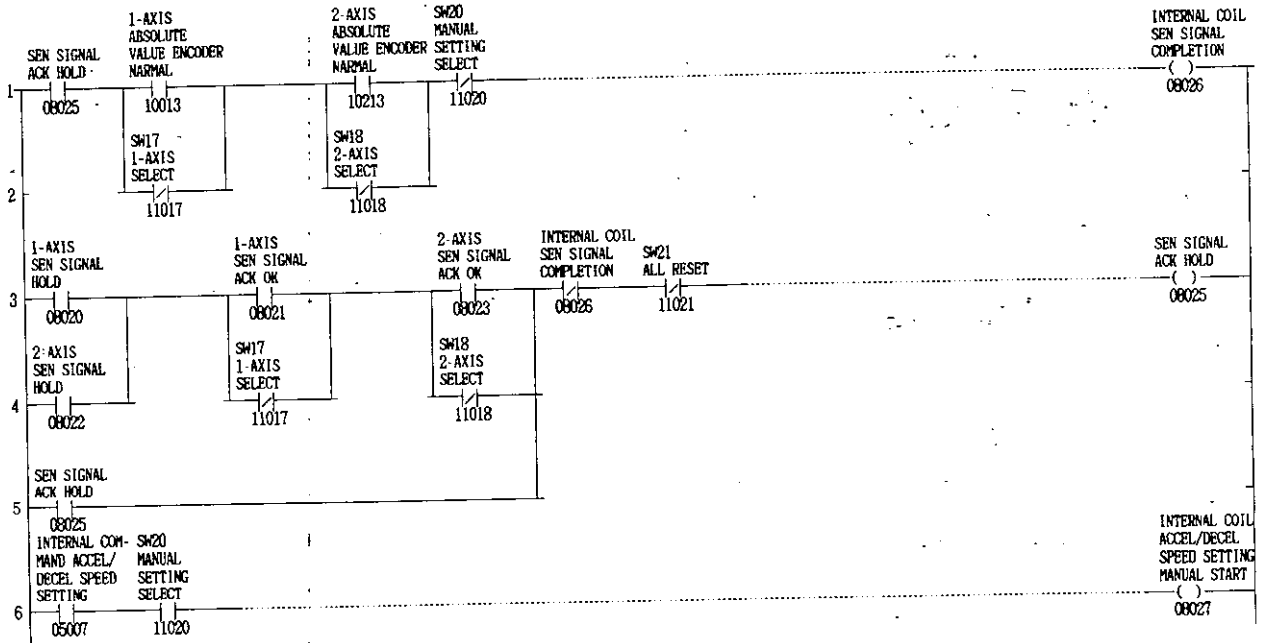 1-AXIS
ABSOLUTE
VALUE ENCODER
NARMAL
2-AXIS
ABSOLUTE
VALUE ENCODER
NARMAL
SW20
MANUAL
SETTING
SELECT
INTERNAL COIL
SEN SIGNAL
COMPLETION
SEN SIGNAL
ACK HOLD
1
08025
10013
10213
11020
08026
SW17
1-AXIS
SELECT
SW18
2-AXIS
SELECT
2
11017
11018
1-AXIS
SEN SIGNAL
HOLD
1-AXIS
SEN SIGNAL
ACK OK
2-AXIS
SEN SIGNAL
ACK OK
INTERNAL COIL
SEN SIGNAL
COMPLETION
SW21
ALL RESET
SEN SIGNAL
ACK HOLD
3
08020
08021
08023
08026
11021
08025
2-AXIS
SEN SIGNAL
HOLD
SW17
1-AXIS
SELECT
SW18
2-AXIS
SELECT
4
08022
11017
11018
SEN SIGNAL
ACK HOLD
5
08025
INTERNAL COM-
MAND ACCEL/
DECEL SPEED
SETTING
SW20
MANUAL
SETTING
SELECT
INTERNAL COIL
ACCEL/DECEL
SPEED SETTING
MANUAL START
6
05007
11020
08027